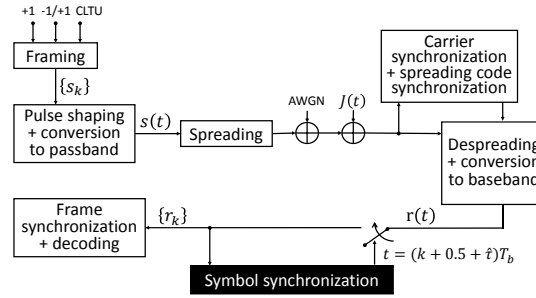 +1 -1/+1 CLTU
Framing
{s_k}
Pulse shaping
+ conversion
to passband
s(t)
Spreading
AWGN
J(t)
Carrier
synchronization
+ spreading code
synchronization
Despreading
+ conversion
to baseband
r(t)
t = (k + 0.5 + τ̂)T_b
Symbol synchronization
{r_k}
Frame
synchronization
+ decoding